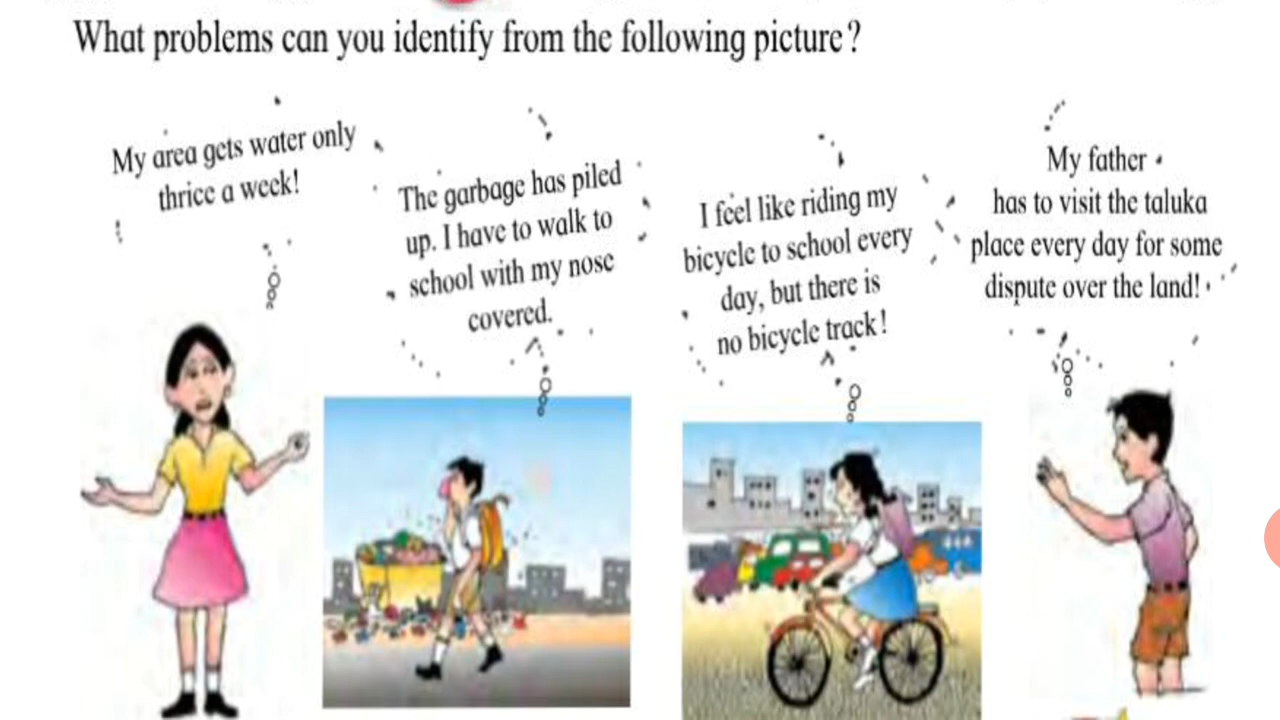 What problems can you identify from the following picture?
My area gets water only
thrice a week!
The garbage has piled
up. I have to walk to
school with my nose
covered.
I feel like riding my
bicycle to school every
day, but there is
no bicycle track!
My father
has to visit the taluka
place every day for some
dispute over the land!